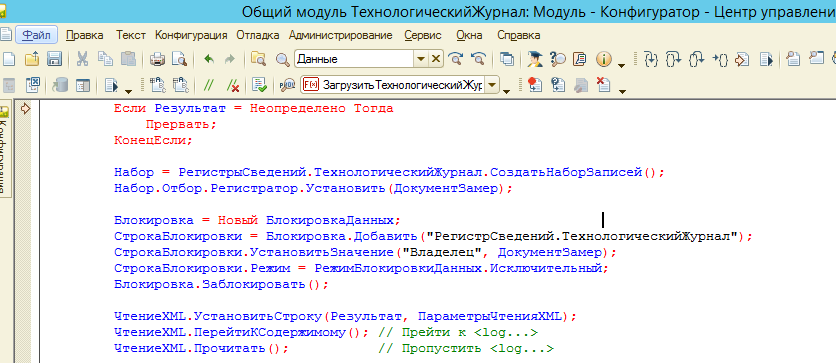 Общий модуль ТехнологическийЖурнал: Модуль - Конфигуратор - Центр управлени
Файл Правка Текст Конфигурация Отладка Администрирование Сервис Окна Справка
Данные
F(x) ЗагрузитьТехнологическийЖур
Конфигурация
Если Результат = Неопределено Тогда
Прервать;
КонецЕсли;
Набор = РегистрыСведений.ТехнологическийЖурнал.СоздатьНаборЗаписей();
Набор.Отбор.Регистратор.Установить(ДокументЗамер);
Блокировка = Новый БлокировкаДанных;
СтрокаБлокировки = Блокировка.Добавить("РегистрСведений.ТехнологическийЖурнал");
СтрокаБлокировки.УстановитьЗначение("Владелец", ДокументЗамер);
СтрокаБлокировки.Режим = РежимБлокировкиДанных.Исключительный;
Блокировка.Заблокировать();
ЧтениеXML.УстановитьСтроку(Результат, ПараметрыЧтенияXML);
ЧтениеXML.ПерейтиКСодержимому(); // Прейти к <log...>
ЧтениеXML.Прочитать(); // Пропустить <log...>